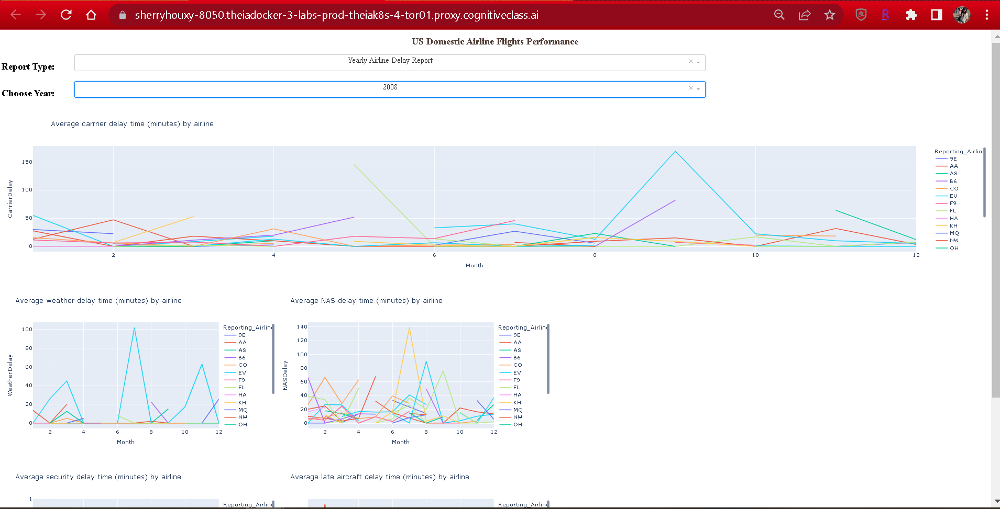 sherryhouxy-8050.theiadocker-3-labs-prod-theiak8s-4-tor01.proxy.cognitiveclass.ai
US Domestic Airline Flights Performance
Report Type:
Yearly Airline Delay Report
× 
Choose Year:
2008
×
Average carrrier delay time (minutes) by airline
CarrierDelay
150
100
50
0
2 4 6 8 10 12
Month
Reporting_Airline
9E
AA
AS
B6
CO
EV
F9
FL
HA
KH
MQ
NW
OH
Average weather delay time (minutes) by airline
WeatherDelay
100
80
60
40
20
0
2 4 6 8 10 12
Month
Reporting_Airline
9E
AA
AS
B6
CO
EV
F9
FL
HA
KH
MQ
NW
OH
Average NAS delay time (minutes) by airline
NASDelay
140
120
100
80
60
40
20
0
2 4 6 8 10 12
Month
Reporting_Airline
9E
AA
AS
B6
CO
EV
F9
FL
HA
KH
MQ
NW
OH
Average security delay time (minutes) by airline
1
Reporting_Airline
Average late aircraft delay time (minutes) by airline
Reporting_Airline